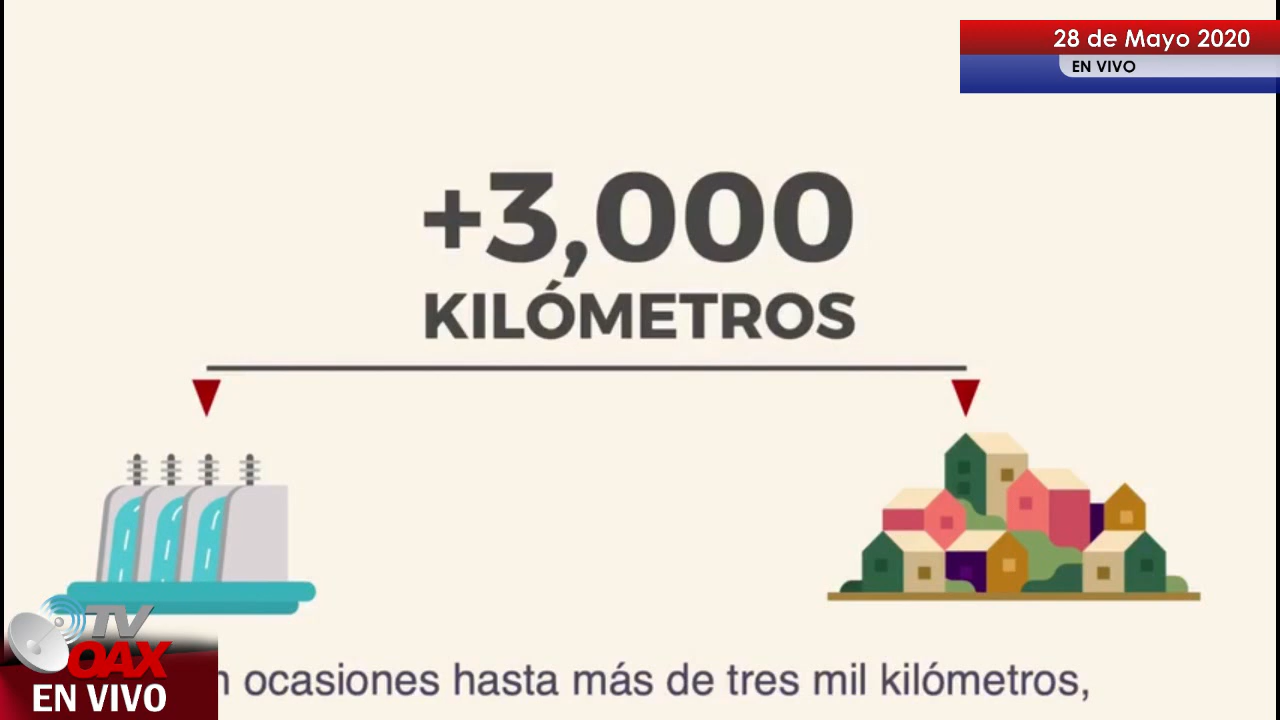 28 de Mayo 2020
EN VIVO
+3,000
KILÓMETROS
ocasiones hasta más de tres mil kilómetros,
TV
OAX
EN VIVO